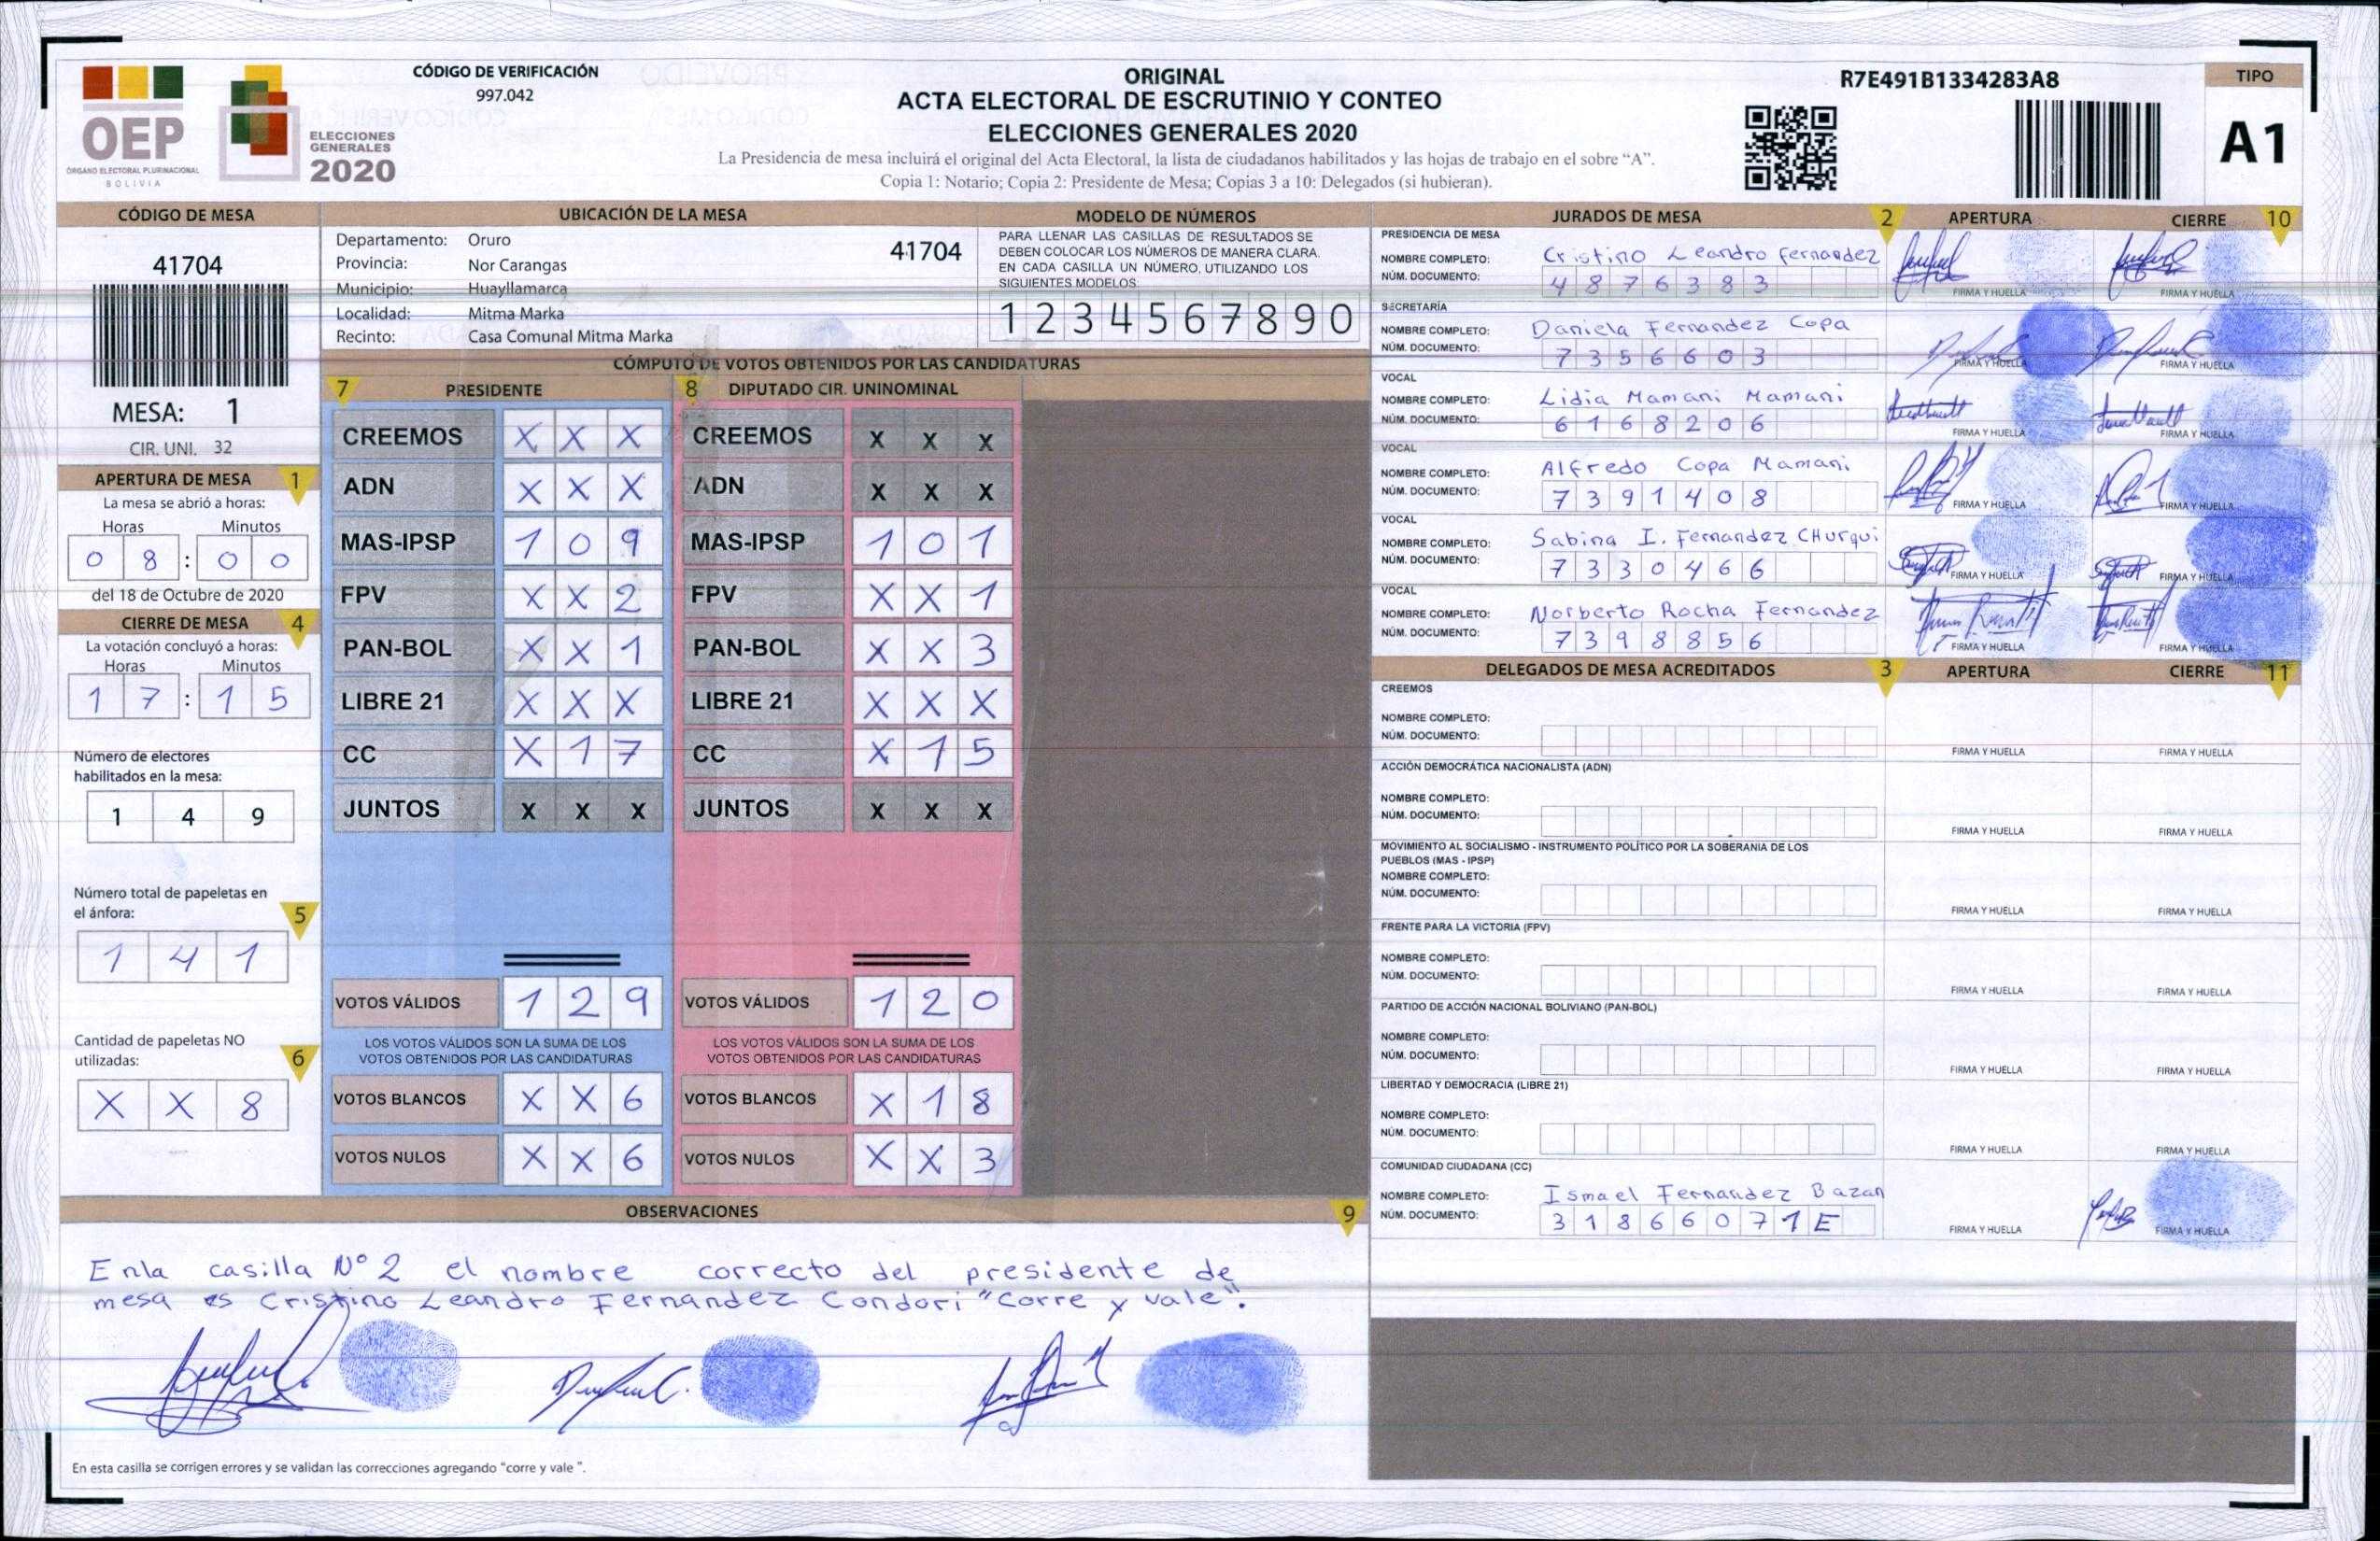 OEP
ÓRGANO ELECTORAL PLURINACIONAL
BOLIVIA
ELECCIONES
GENERALES
2020
CÓDIGO DE VERIFICACIÓN
997.042
ORIGINAL
ACTA ELECTORAL DE ESCRUTINIO Y CONTEO
ELECCIONES GENERALES 2020
La Presidencia de mesa incluirá el original del Acta Electoral, la lista de ciudadanos habilitados y las hojas de trabajo en el sobre “A”.
Copia 1: Notario; Copia 2: Presidente de Mesa; Copias 3 a 10: Delegados (si hubieran).
R7E491B1334283A8
TIPO
A1
CÓDIGO DE MESA
41704
MESA: 1
CIR. UNI. 32
UBICACIÓN DE LA MESA
Departamento: Oruro
Provincia: Nor Carangas
Municipio: Huayllamarca
Localidad: Mitma Marka
Recinto: Casa Comunal Mitma Marka
41704
MODELO DE NÚMEROS
PARA LLENAR LAS CASILLAS DE RESULTADOS SE
DEBEN COLOCAR LOS NÚMEROS DE MANERA CLARA.
EN CADA CASILLA UN NÚMERO, UTILIZANDO LOS
SIGUIENTES MODELOS
1 2 3 4 5 6 7 8 9 0
APERTURA DE MESA 1
La mesa se abrió a horas:
Horas Minutos
0 8 : 0 0
del 18 de Octubre de 2020
CIERRE DE MESA 4
La votación concluyó a horas:
Horas Minutos
1 7 : 1 5
Número de electores
habilitados en la mesa:
1 4 9
Número total de papeletas en
el ánfora: 5
1 4 1
Cantidad de papeletas NO
utilizadas: 6
X X 8
CÓMPUTO DE VOTOS OBTENIDOS POR LAS CANDIDATURAS
7 PRESIDENTE
CREEMOS X X X
ADN X X X
MAS-IPSP 1 0 9
FPV X X 2
PAN-BOL X X 1
LIBRE 21 X X X
CC X 1 7
JUNTOS X X X
VOTOS VÁLIDOS 1 2 9
LOS VOTOS VÁLIDOS SON LA SUMA DE LOS
VOTOS OBTENIDOS POR LAS CANDIDATURAS
VOTOS BLANCOS X X 6
VOTOS NULOS X X 6
8 DIPUTADO CIR. UNINOMINAL
CREEMOS X X X
ADN X X X
MAS-IPSP 1 0 1
FPV X X 1
PAN-BOL X X 3
LIBRE 21 X X X
CC X 1 5
JUNTOS X X X
VOTOS VÁLIDOS 1 2 0
LOS VOTOS VÁLIDOS SON LA SUMA DE LOS
VOTOS OBTENIDOS POR LAS CANDIDATURAS
VOTOS BLANCOS X 1 8
VOTOS NULOS X X 3
JURADOS DE MESA 2 APERTURA CIERRE 10
PRESIDENCIA DE MESA
NOMBRE COMPLETO: Cristino Leandro Fernandez
NÚM. DOCUMENTO: 4 8 7 6 3 8 3
FIRMA Y HUELLA FIRMA Y HUELLA
SECRETARÍA
NOMBRE COMPLETO: Daniela Fernandez Copa
NÚM. DOCUMENTO: 7 3 5 6 6 0 3
FIRMA Y HUELLA FIRMA Y HUELLA
VOCAL
NOMBRE COMPLETO: Lidia Mamani Mamani
NÚM. DOCUMENTO: 6 1 6 8 2 0 6
FIRMA Y HUELLA FIRMA Y HUELLA
VOCAL
NOMBRE COMPLETO: Alfredo Copa Mamani
NÚM. DOCUMENTO: 7 3 9 1 4 0 8
FIRMA Y HUELLA FIRMA Y HUELLA
VOCAL
NOMBRE COMPLETO: Sabina I. Fernandez CHurqui
NÚM. DOCUMENTO: 7 3 3 0 4 6 6
FIRMA Y HUELLA FIRMA Y HUELLA
VOCAL
NOMBRE COMPLETO: Norberto Rocha Fernandez
NÚM. DOCUMENTO: 7 3 9 8 8 5 6
FIRMA Y HUELLA FIRMA Y HUELLA
DELEGADOS DE MESA ACREDITADOS 3 APERTURA CIERRE 11
CREEMOS
NOMBRE COMPLETO:
NÚM. DOCUMENTO:
FIRMA Y HUELLA FIRMA Y HUELLA
ACCIÓN DEMOCRÁTICA NACIONALISTA (ADN)
NOMBRE COMPLETO:
NÚM. DOCUMENTO:
FIRMA Y HUELLA FIRMA Y HUELLA
MOVIMIENTO AL SOCIALISMO - INSTRUMENTO POLÍTICO POR LA SOBERANIA DE LOS
PUEBLOS (MAS - IPSP)
NOMBRE COMPLETO:
NÚM. DOCUMENTO:
FIRMA Y HUELLA FIRMA Y HUELLA
FRENTE PARA LA VICTORIA (FPV)
NOMBRE COMPLETO:
NÚM. DOCUMENTO:
FIRMA Y HUELLA FIRMA Y HUELLA
PARTIDO DE ACCIÓN NACIONAL BOLIVIANO (PAN-BOL)
NOMBRE COMPLETO:
NÚM. DOCUMENTO:
FIRMA Y HUELLA FIRMA Y HUELLA
LIBERTAD Y DEMOCRACIA (LIBRE 21)
NOMBRE COMPLETO:
NÚM. DOCUMENTO:
FIRMA Y HUELLA FIRMA Y HUELLA
COMUNIDAD CIUDADANA (CC)
NOMBRE COMPLETO: Ismael Fernandez Bazan
NÚM. DOCUMENTO: 3 1 8 6 6 0 7 1 E
FIRMA Y HUELLA FIRMA Y HUELLA
OBSERVACIONES 9
Enla casilla Nº 2 el nombre correcto del presidente de
mesa es Cristino Leandro Fernandez Condori "Corre y vale".
En esta casilla se corrigen errores y se validan las correcciones agregando “corre y vale ”.